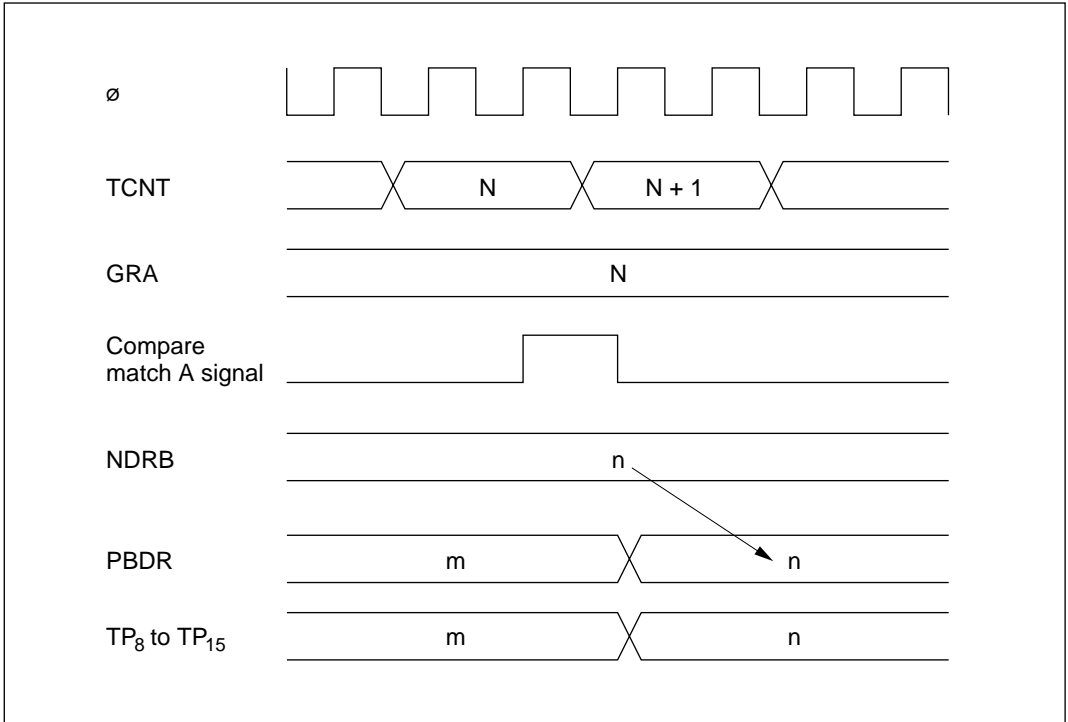 ø
TCNT N N + 1
GRA N
Compare
match A signal
NDRB n
PBDR m n
TP8 to TP15 m n